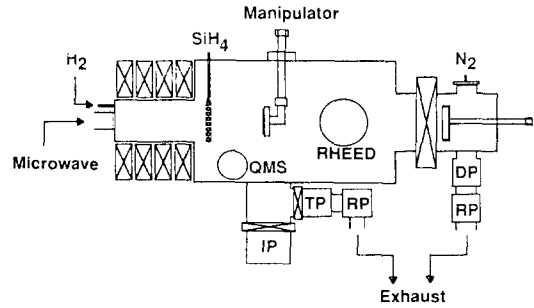 Manipulator
SiH4
H2
N2
Microwave
QMS
RHEED
DP
TP
RP
RP
IP
Exhaust